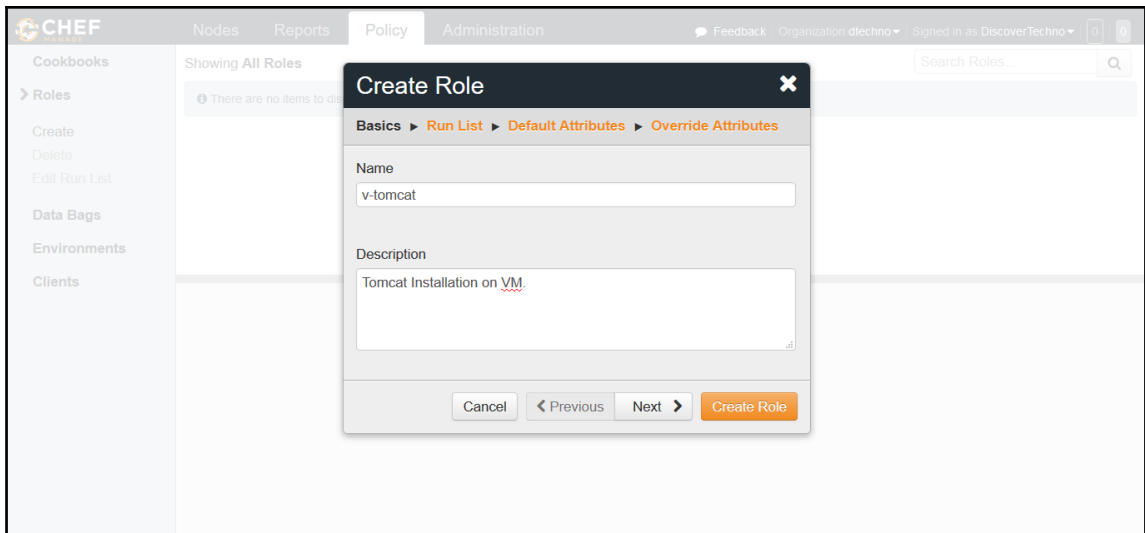 CHEF
MANAGE
Nodes Reports Policy Administration
Feedback Organization dtechno Signed in as DiscoverTechno 0 0
Cookbooks
Roles
Create
Delete
Edit Run List
Data Bags
Environments
Clients
Showing All Roles
Search Roles...
There are no items to dis
Create Role
Basics ▶ Run List ▶ Default Attributes ▶ Override Attributes
Name
v-tomcat
Description
Tomcat Installation on VM.
Cancel Previous Next Create Role